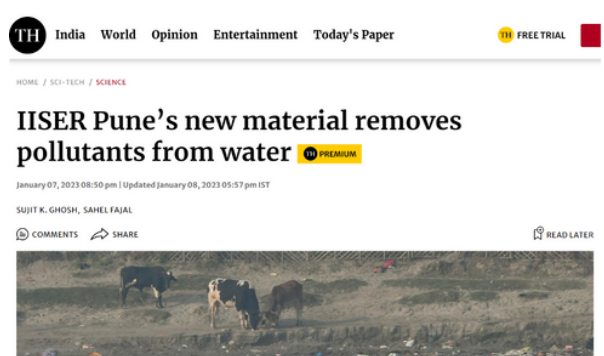 TH India World Opinion Entertainment Today's Paper TH FREE TRIAL
HOME / SCI-TECH / SCIENCE
IISER Pune’s new material removes
pollutants from water TH PREMIUM
January 07, 2023 08:50 pm | Updated January 08, 2023 05:57 pm IST
SUJIT K. GHOSH, SAHEL FAJAL
COMMENTS SHARE READ LATER